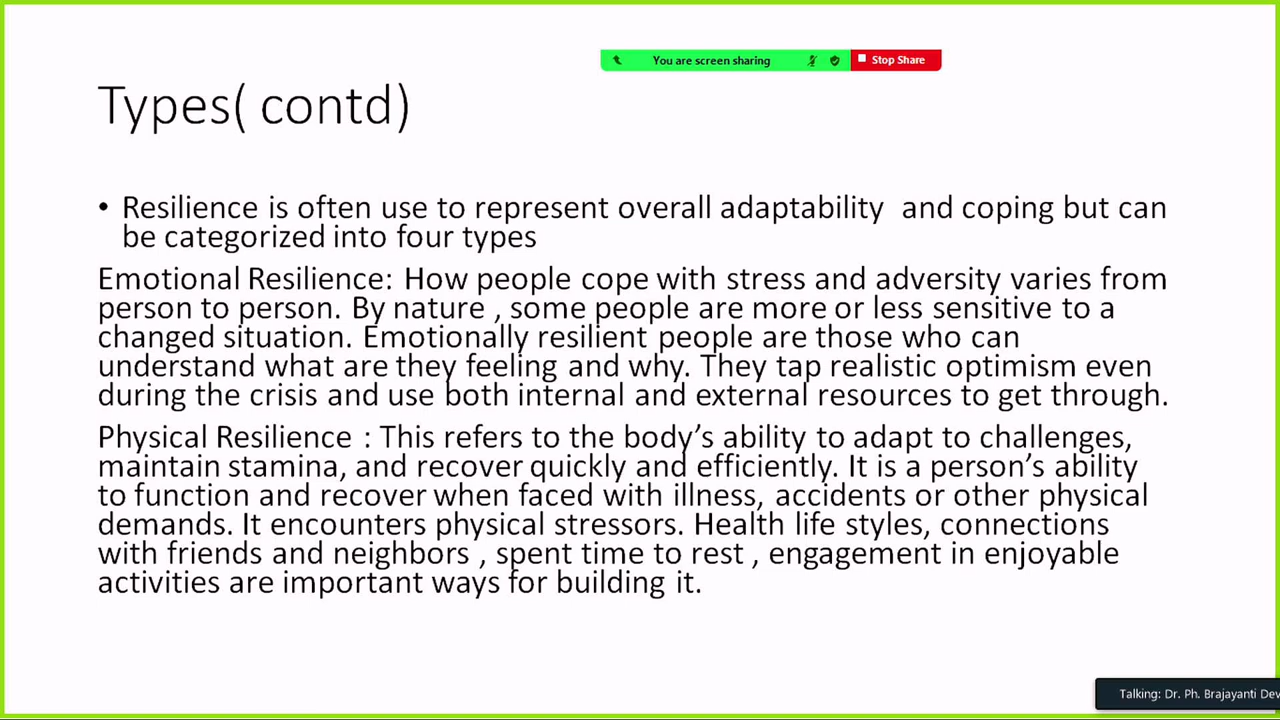 You are screen sharing
Stop Share
Types( contd)
• Resilience is often use to represent overall adaptability and coping but can
be categorized into four types
Emotional Resilience: How people cope with stress and adversity varies from
person to person. By nature , some people are more or less sensitive to a
changed situation. Emotionally resilient people are those who can
understand what are they feeling and why. They tap realistic optimism even
during the crisis and use both internal and external resources to get through.
Physical Resilience : This refers to the body’s ability to adapt to challenges,
maintain stamina, and recover quickly and efficiently. It is a person’s ability
to function and recover when faced with illness, accidents or other physical
demands. It encounters physical stressors. Health life styles, connections
with friends and neighbors , spent time to rest , engagement in enjoyable
activities are important ways for building it.
Talking: Dr. Ph. Brajayanti Dev